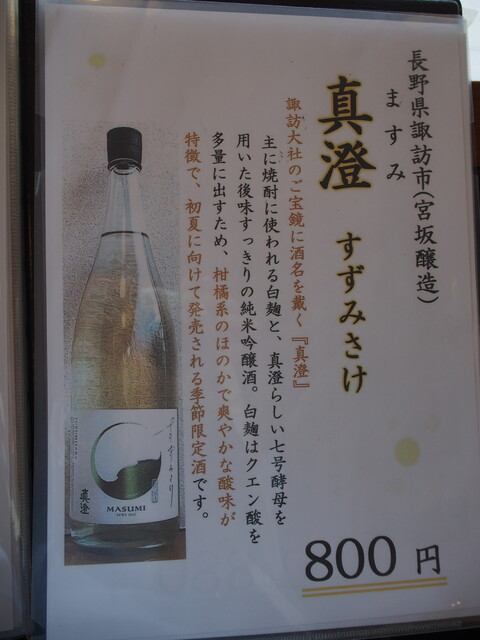 長野県諏訪市(宮坂醸造)
ますみ
真澄 すずみさけ
諏訪大社のご宝鏡に酒名を戴く『真澄』
主に焼酎に使われる白麹と、真澄らしい七号酵母を
用いた後味すっきりの純米吟醸酒。白麹はクエン酸を
多量に出すため、柑橘系のほのかで爽やかな酸味が
特徴で、初夏に向けて発売される季節限定酒です。
真澄
MASUMI
800 円